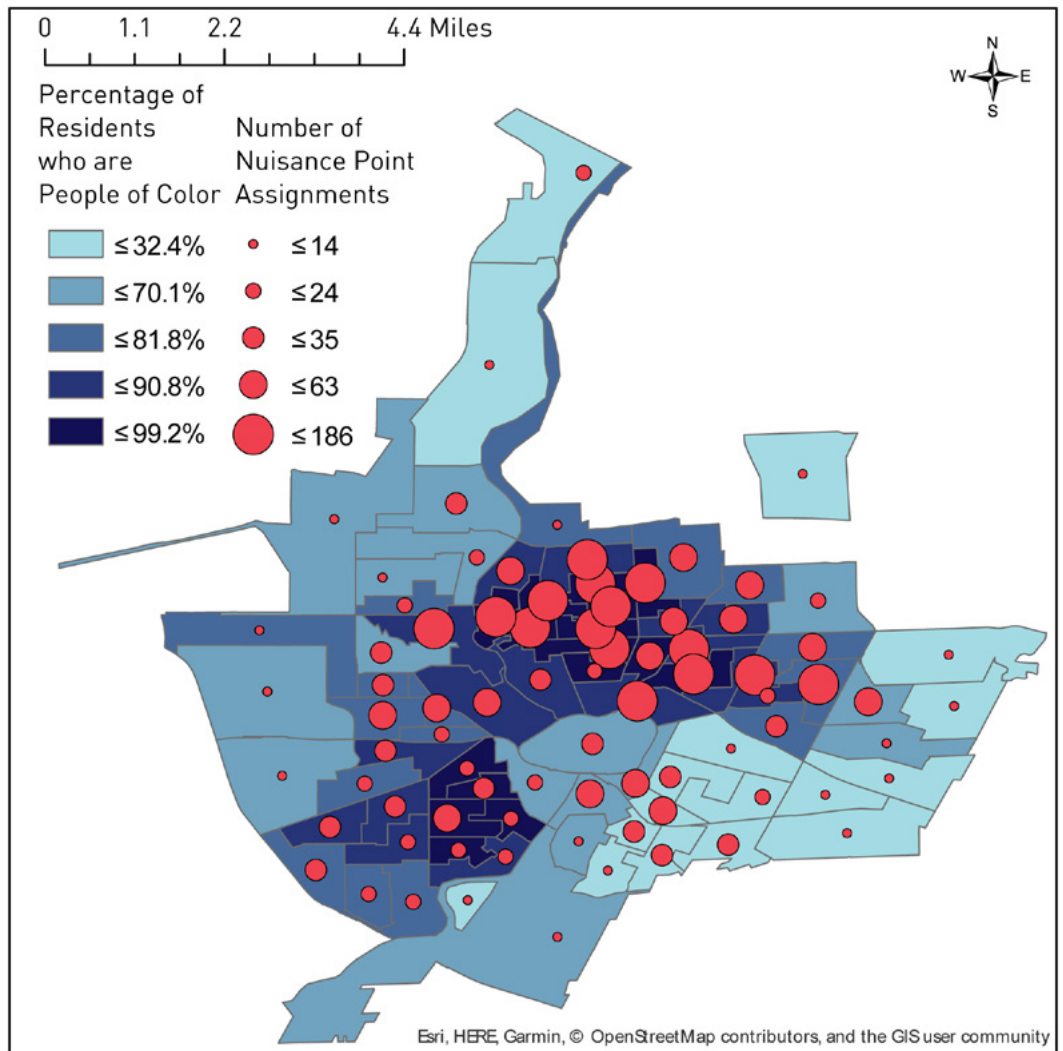 0 1.1 2.2 4.4 Miles
N
W E
S
Percentage of
Residents
who are
People of Color
Number of
Nuisance Point
Assignments
≤32.4%
≤70.1%
≤81.8%
≤90.8%
≤99.2%
≤14
≤24
≤35
≤63
≤186
Esri, HERE, Garmin, © OpenStreetMap contributors, and the GIS user community